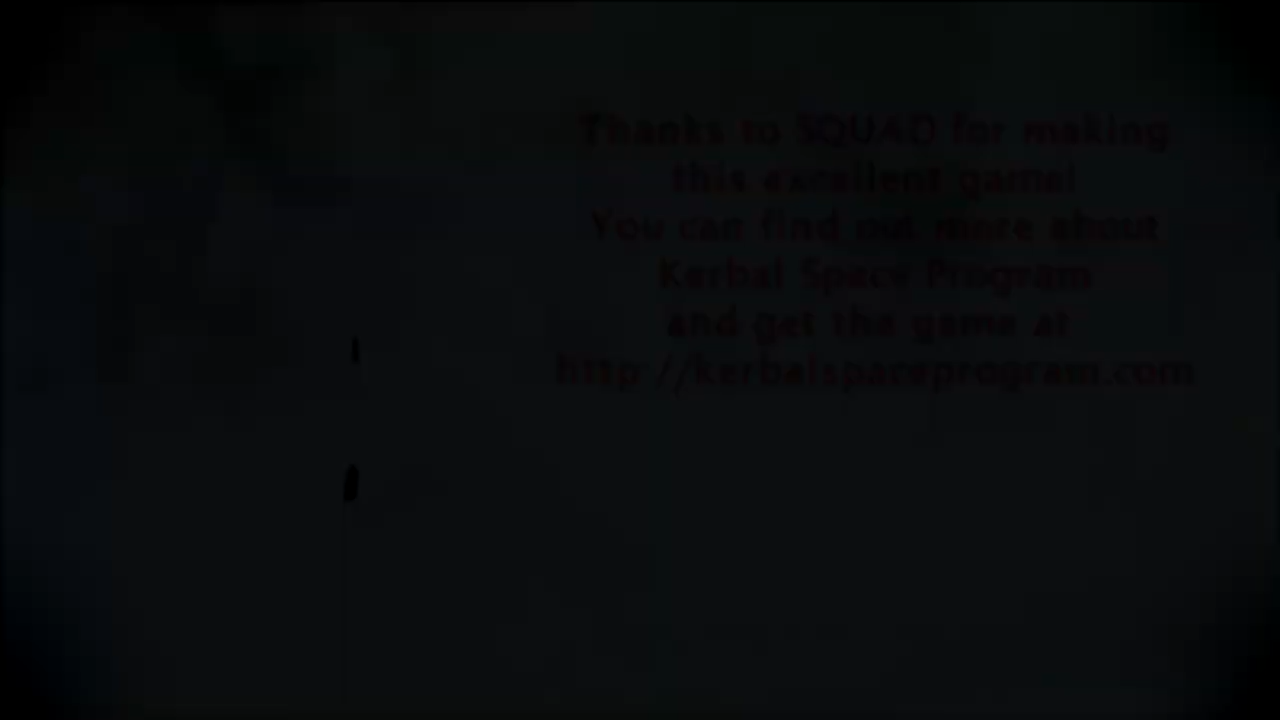 Thanks to SQUAD for making
this excellent game!
You can find out more about
Kerbal Space Program
and get the game at
http://kerbalspaceprogram.com